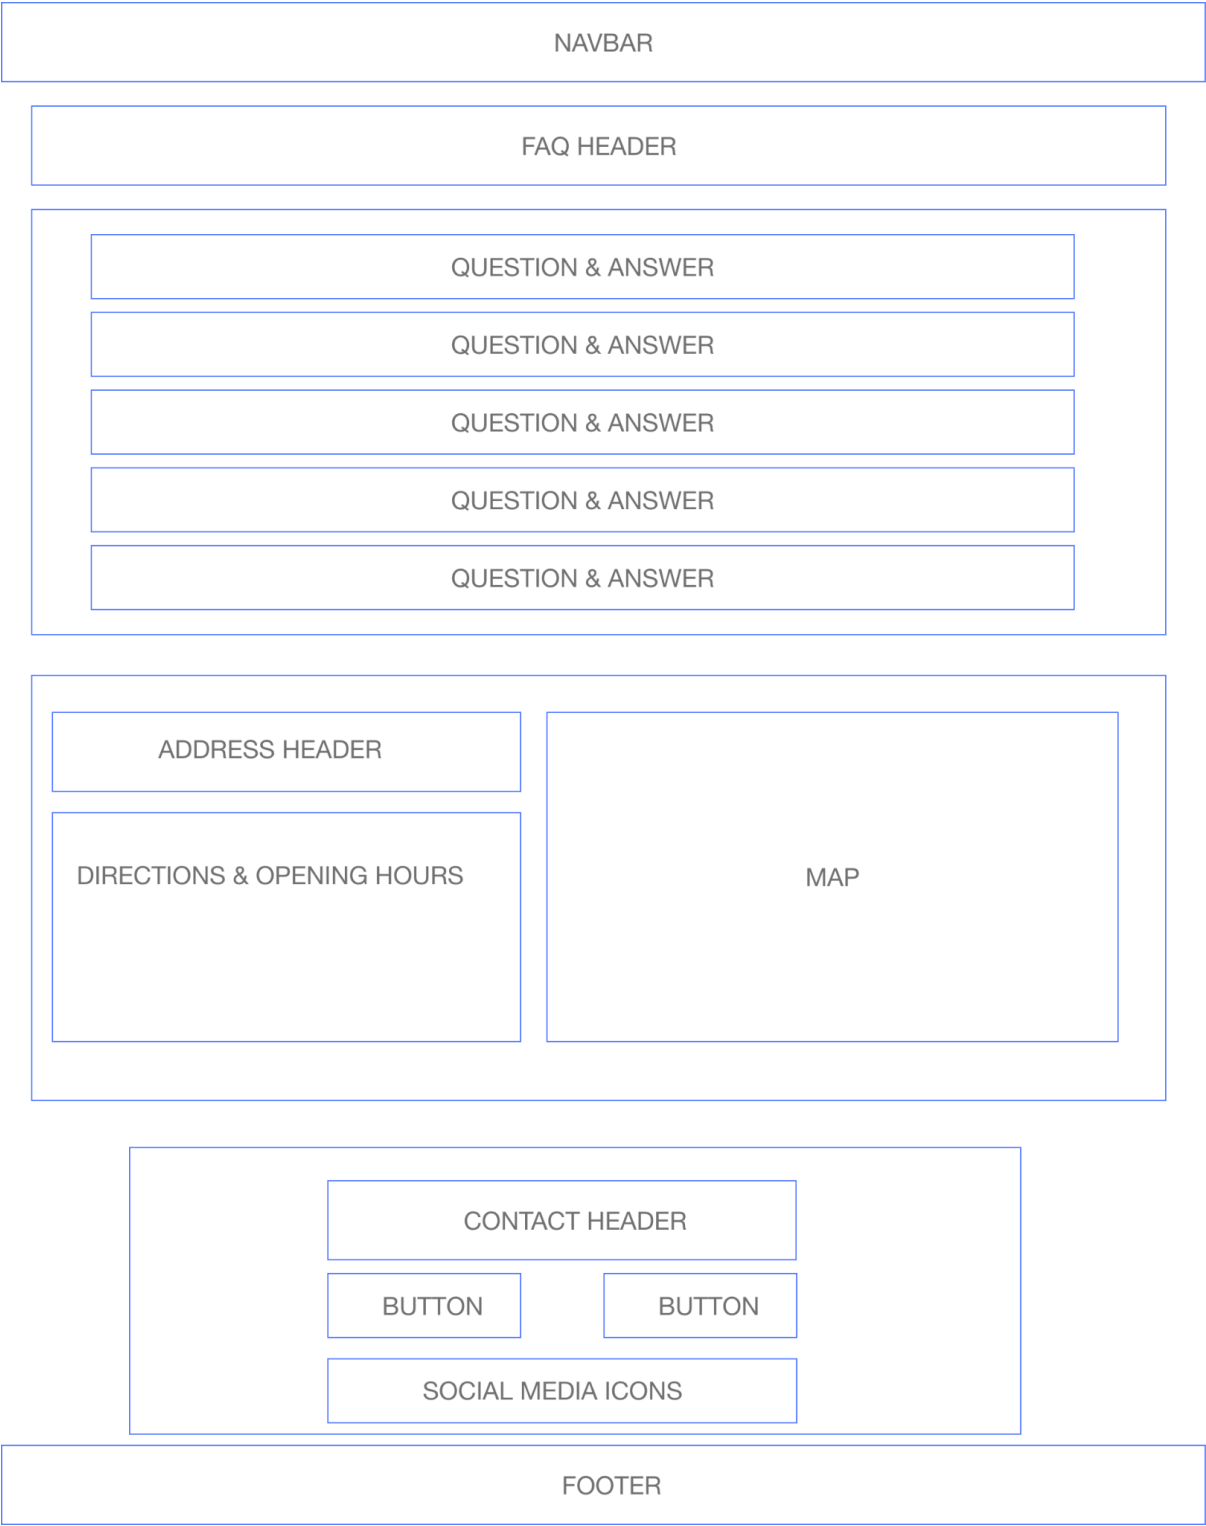 NAVBAR
FAQ HEADER
QUESTION & ANSWER
QUESTION & ANSWER
QUESTION & ANSWER
QUESTION & ANSWER
QUESTION & ANSWER
ADDRESS HEADER
DIRECTIONS & OPENING HOURS
MAP
CONTACT HEADER
BUTTON
BUTTON
SOCIAL MEDIA ICONS
FOOTER